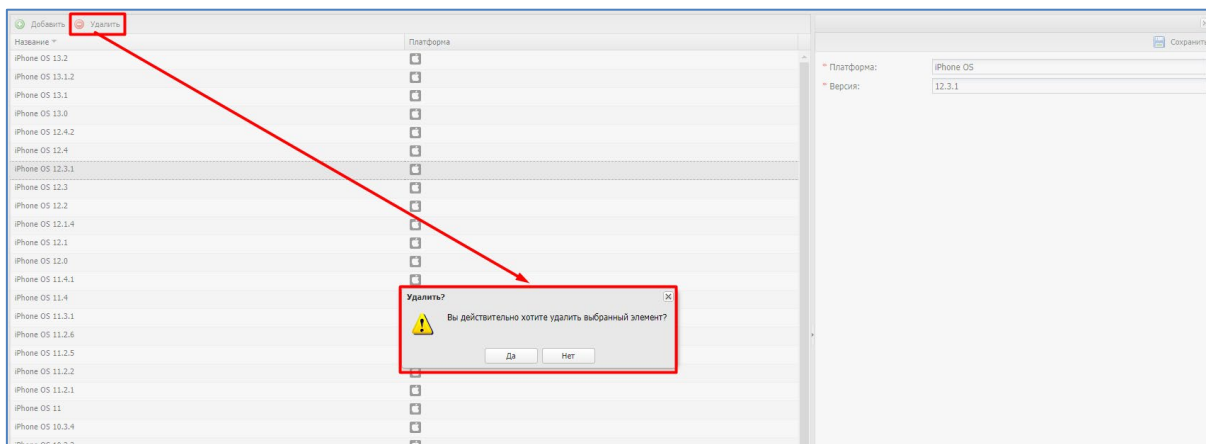 Добавить Удалить
Название Платформа
Сохранить
iPhone OS 13.2
* Платформа: iPhone OS
iPhone OS 13.1.2
* Версия: 12.3.1
iPhone OS 13.1
iPhone OS 13.0
iPhone OS 12.4.2
iPhone OS 12.4
iPhone OS 12.3.1
iPhone OS 12.3
iPhone OS 12.2
iPhone OS 12.1.4
iPhone OS 12.1
iPhone OS 12.0
iPhone OS 11.4.1
iPhone OS 11.4
iPhone OS 11.3.1
iPhone OS 11.2.6
iPhone OS 11.2.5
iPhone OS 11.2.2
iPhone OS 11.2.1
iPhone OS 11
iPhone OS 10.3.4
Удалить?
Вы действительно хотите удалить выбранный элемент?
Да Нет